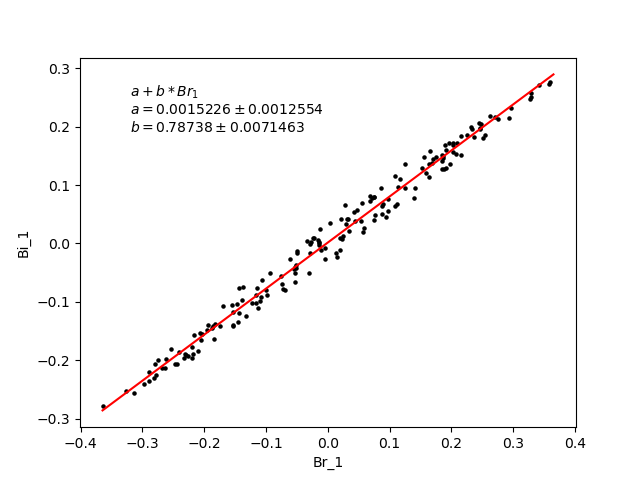 0.3
0.2
0.1
0.0
−0.1
−0.2
−0.3
Bi_1
a + b * Br₁
a = 0.0015226 ± 0.0012554
b = 0.78738 ± 0.0071463
−0.4 −0.3 −0.2 −0.1 0.0 0.1 0.2 0.3 0.4
Br_1